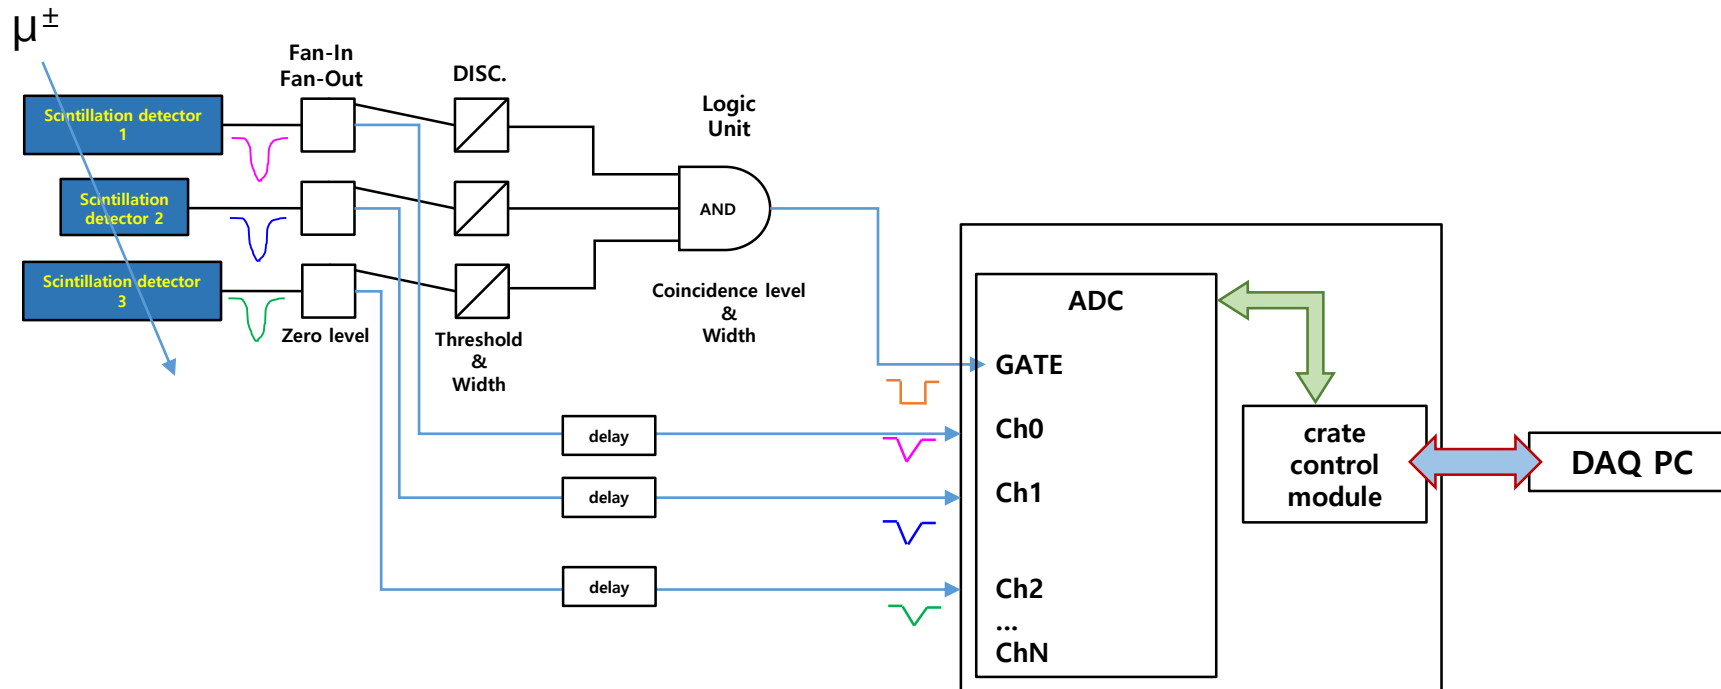 μ±
Fan-In
Fan-Out
DISC.
Logic
Unit
Scintillation detector
1
Scintillation
detector 2
AND
Scintillation detector
3
Zero level
Threshold
&
Width
Coincidence level
&
Width
ADC
GATE
delay
Ch0
delay
Ch1
delay
Ch2
...
ChN
crate
control
module
DAQ PC